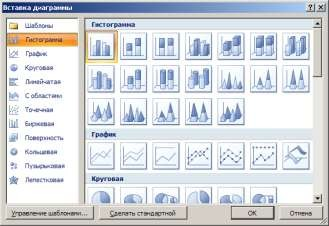 Вставка диаграммы
Шаблоны
Гистограмма
График
Круговая
Линейчатая
С областями
Точечная
Биржевая
Поверхность
Кольцевая
Пузырьковая
Лепестковая
Гистограмма
График
Круговая
Управление шаблонами...
Сделать стандартной
ОК
Отмена